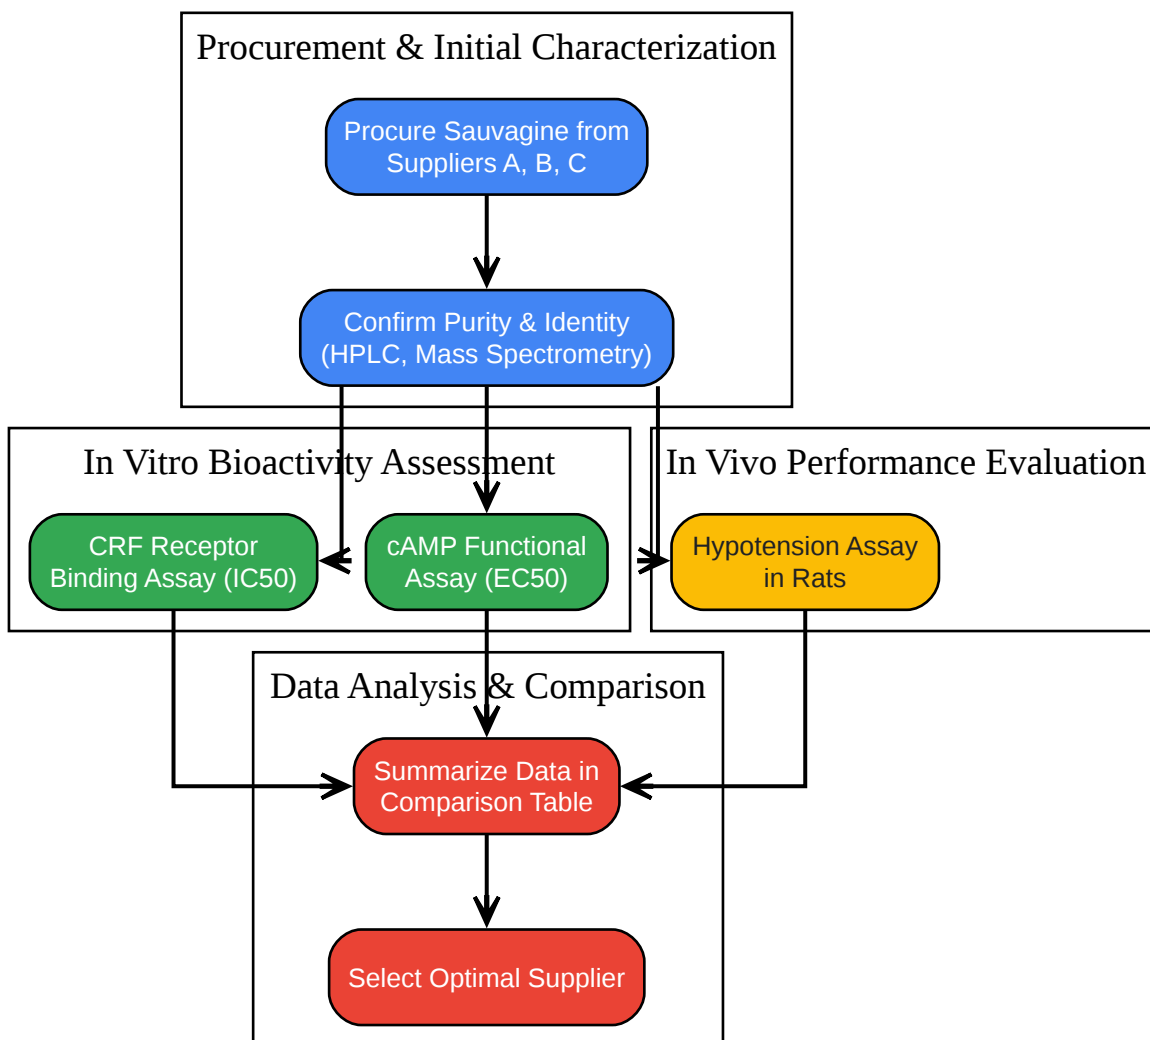 Procurement & Initial Characterization
Procure Sauvagine from
Suppliers A, B, C
Confirm Purity & Identity
(HPLC, Mass Spectrometry)
In Vitro Bioactivity Assessment
In Vivo Performance Evaluation
CRF Receptor
Binding Assay (IC50)
cAMP Functional
Assay (EC50)
Hypotension Assay
in Rats
Data Analysis & Comparison
Summarize Data in
Comparison Table
Select Optimal Supplier